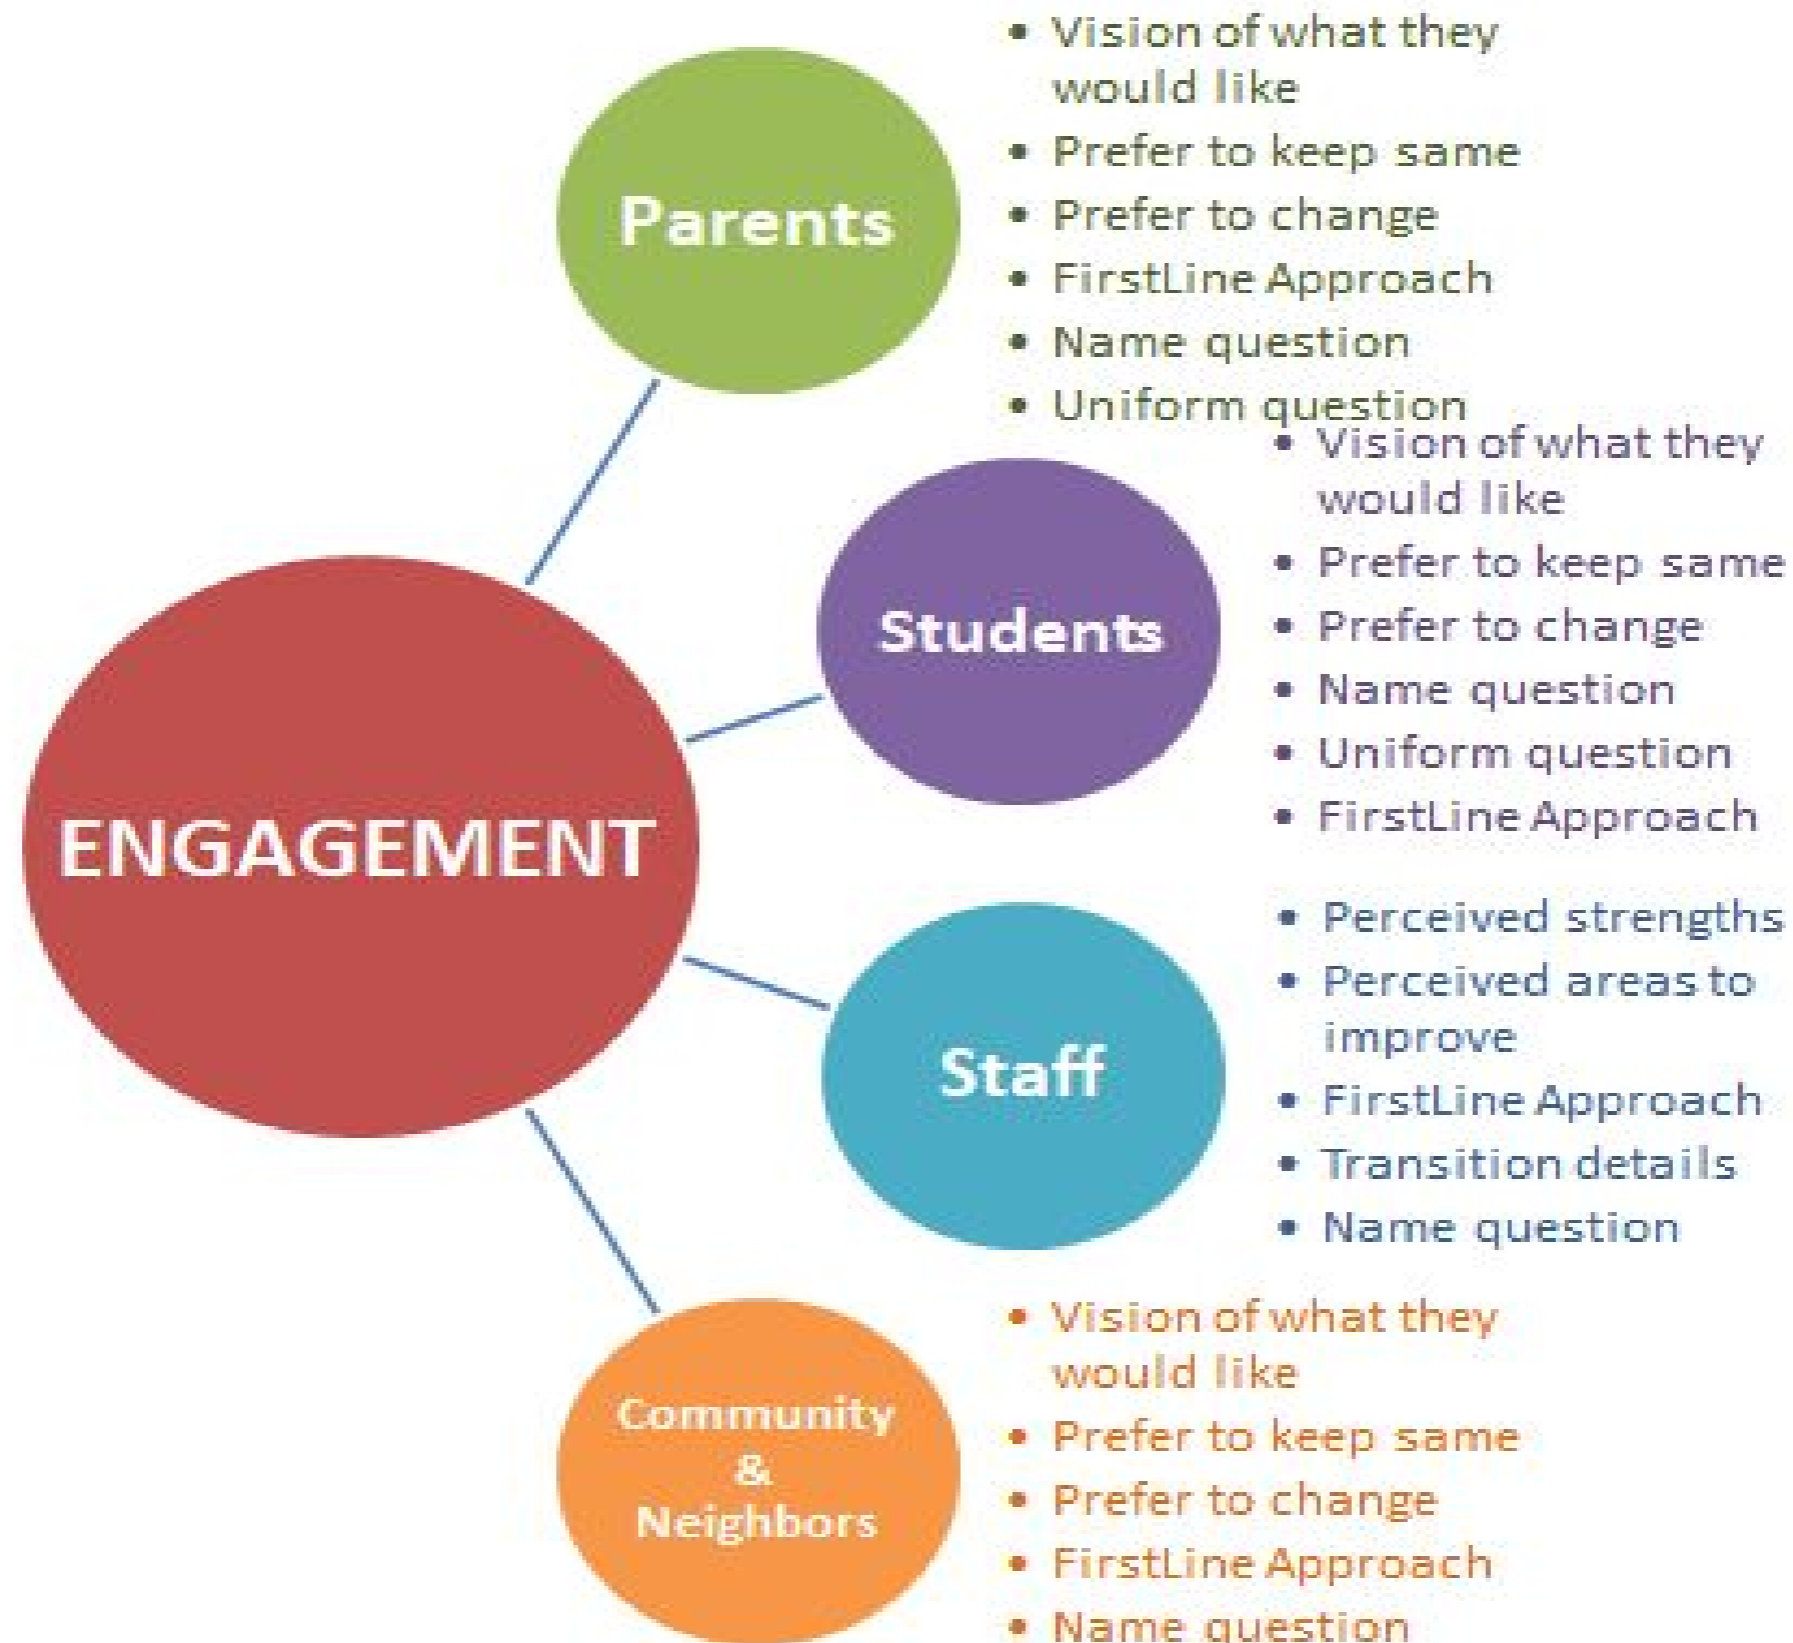 ENGAGEMENT
Parents
• Vision of what they
would like
• Prefer to keep same
• Prefer to change
• FirstLine Approach
• Name question
• Uniform question
Students
• Vision of what they
would like
• Prefer to keep same
• Prefer to change
• Name question
• Uniform question
• FirstLine Approach
Staff
• Perceived strengths
• Perceived areas to
improve
• FirstLine Approach
• Transition details
• Name question
Community
&
Neighbors
• Vision of what they
would like
• Prefer to keep same
• Prefer to change
• FirstLine Approach
• Name question